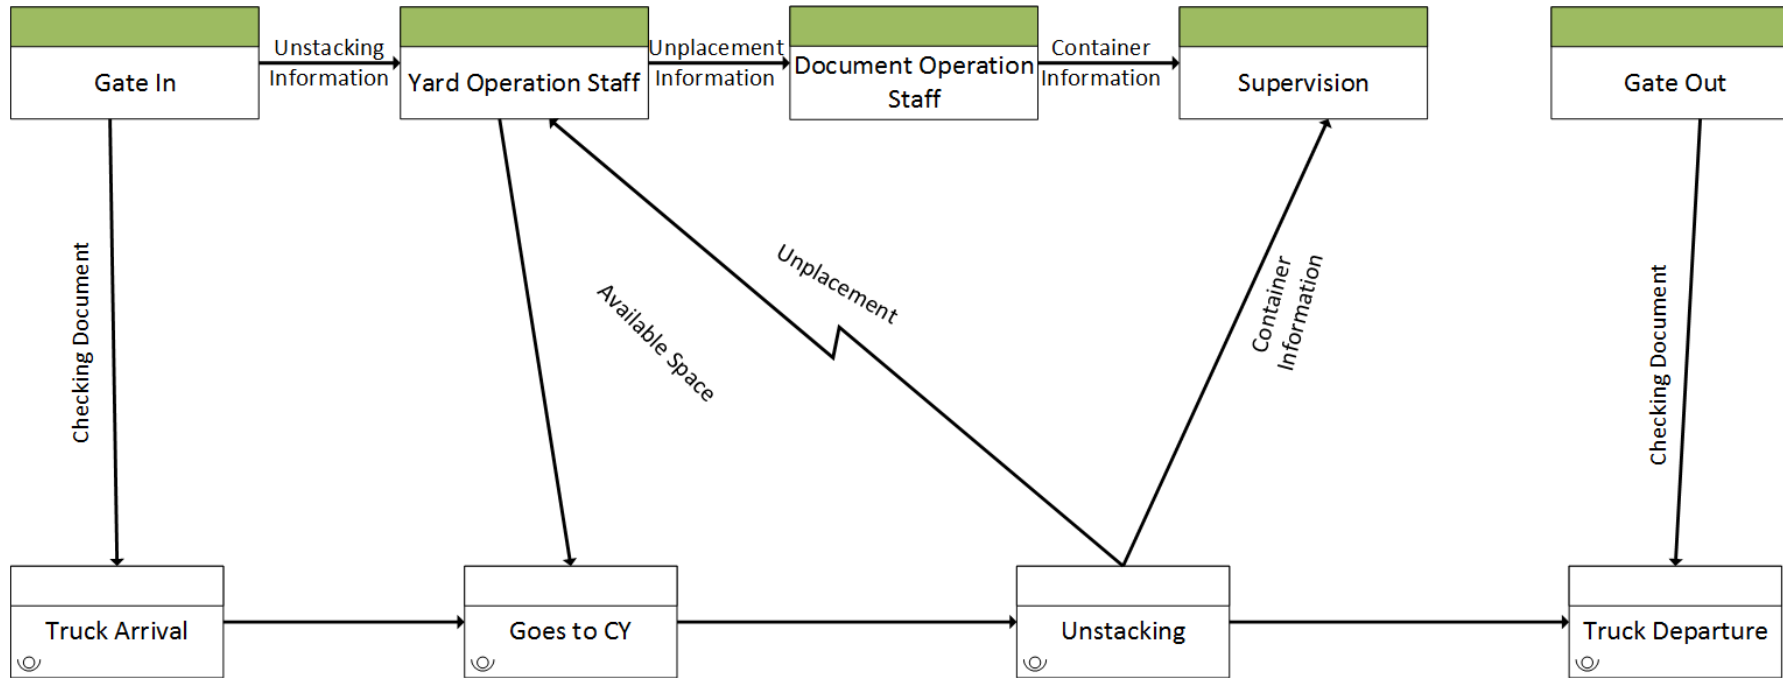 Gate In
Unstacking
Information
Yard Operation Staff
Unplacement
Information
Document Operation
Staff
Container
Information
Supervision
Gate Out
Checking Document
Available Space
Unplacement
Container
Information
Checking Document
Truck Arrival
Goes to CY
Unstacking
Truck Departure